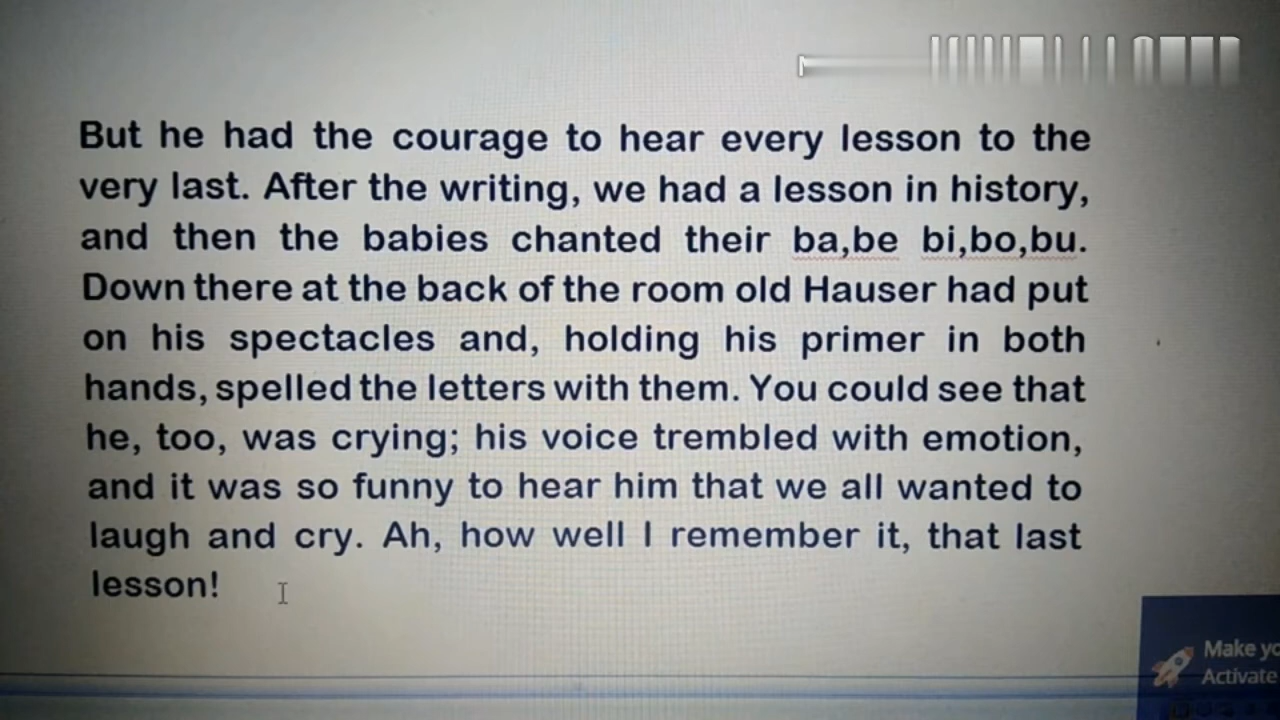 But he had the courage to hear every lesson to the
very last. After the writing, we had a lesson in history,
and then the babies chanted their ba,be bi,bo,bu.
Down there at the back of the room old Hauser had put
on his spectacles and, holding his primer in both
hands, spelled the letters with them. You could see that
he, too, was crying; his voice trembled with emotion,
and it was so funny to hear him that we all wanted to
laugh and cry. Ah, how well I remember it, that last
lesson!
Make yo
Activate